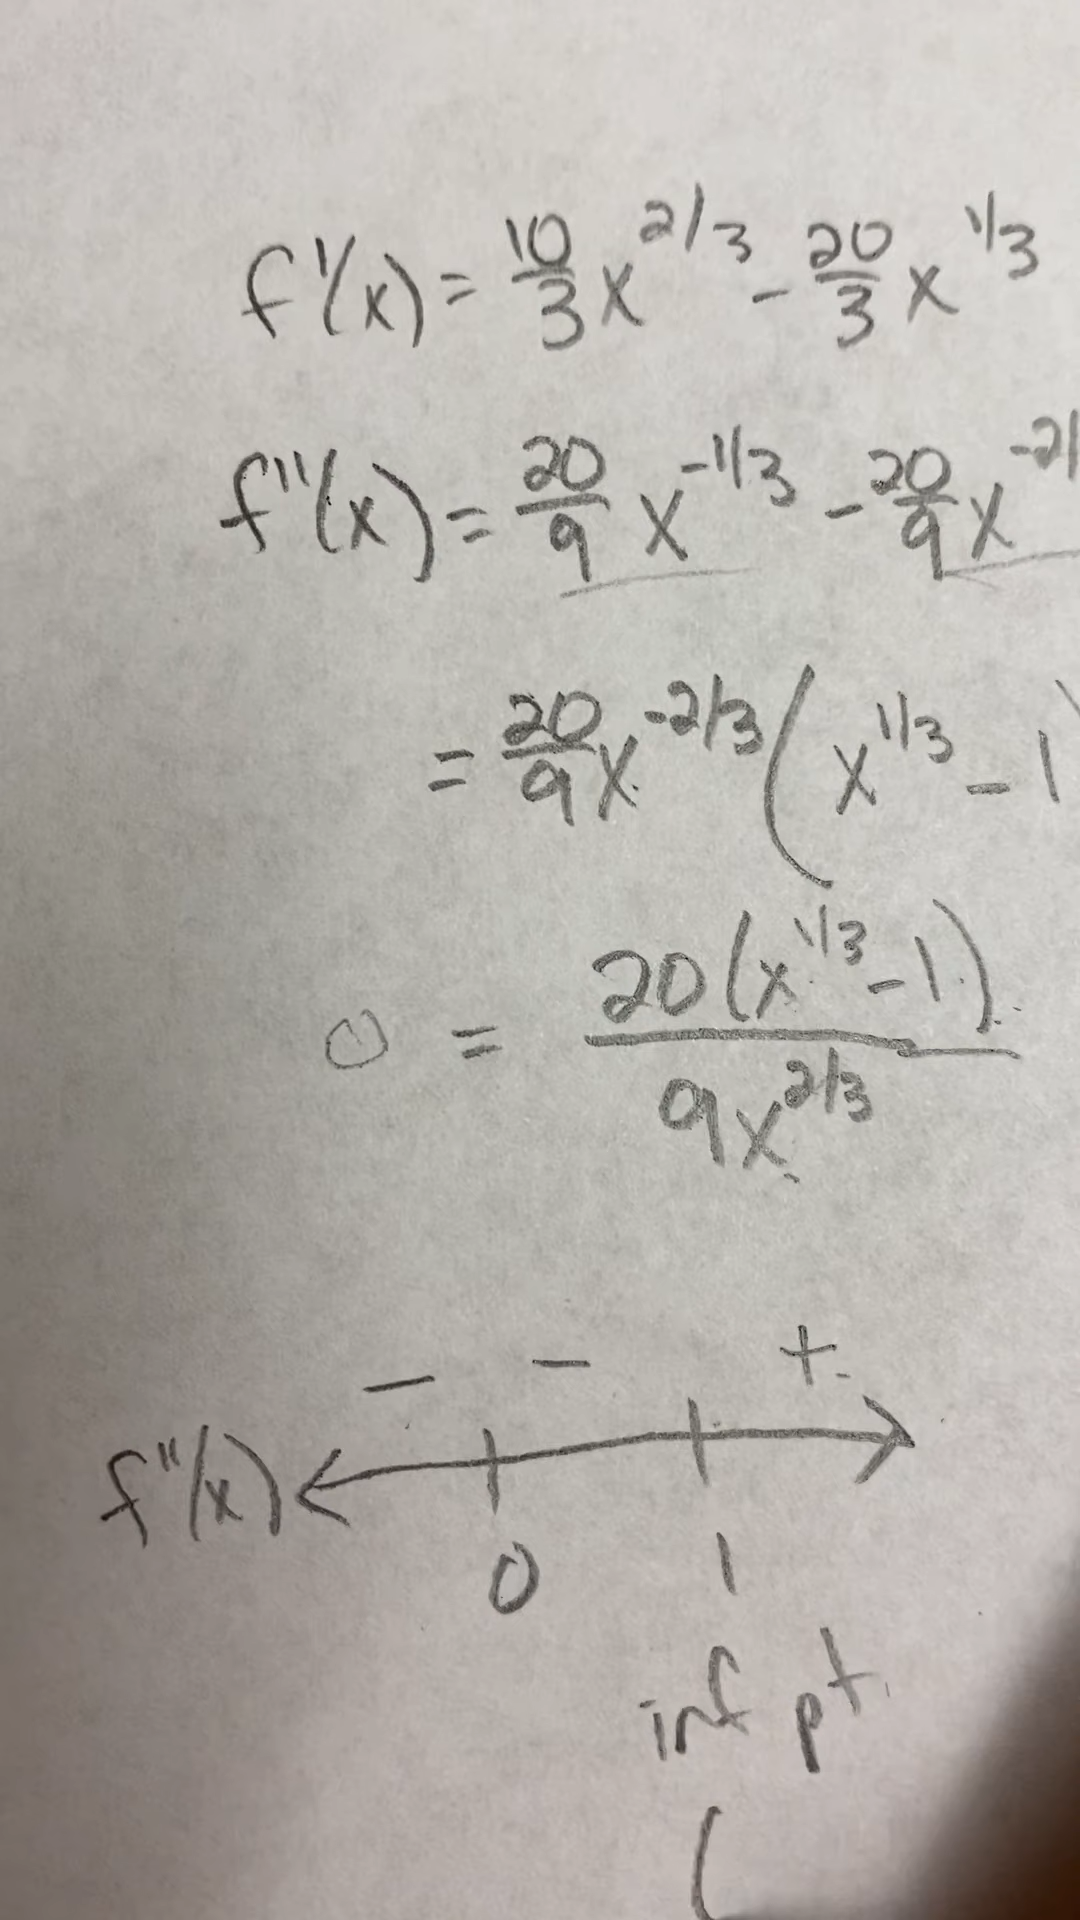 f'(x) = 10/3 x^2/3 - 20/3 x^1/3
f''(x) = 20/9 x^-1/3 - 20/9 x^-2/
= 20/9 x^-2/3 ( x^1/3 - 1 )
0 = 20(x^1/3 - 1) / 9x^2/3
− − +
f''(x)
0 1
inf pt.
(